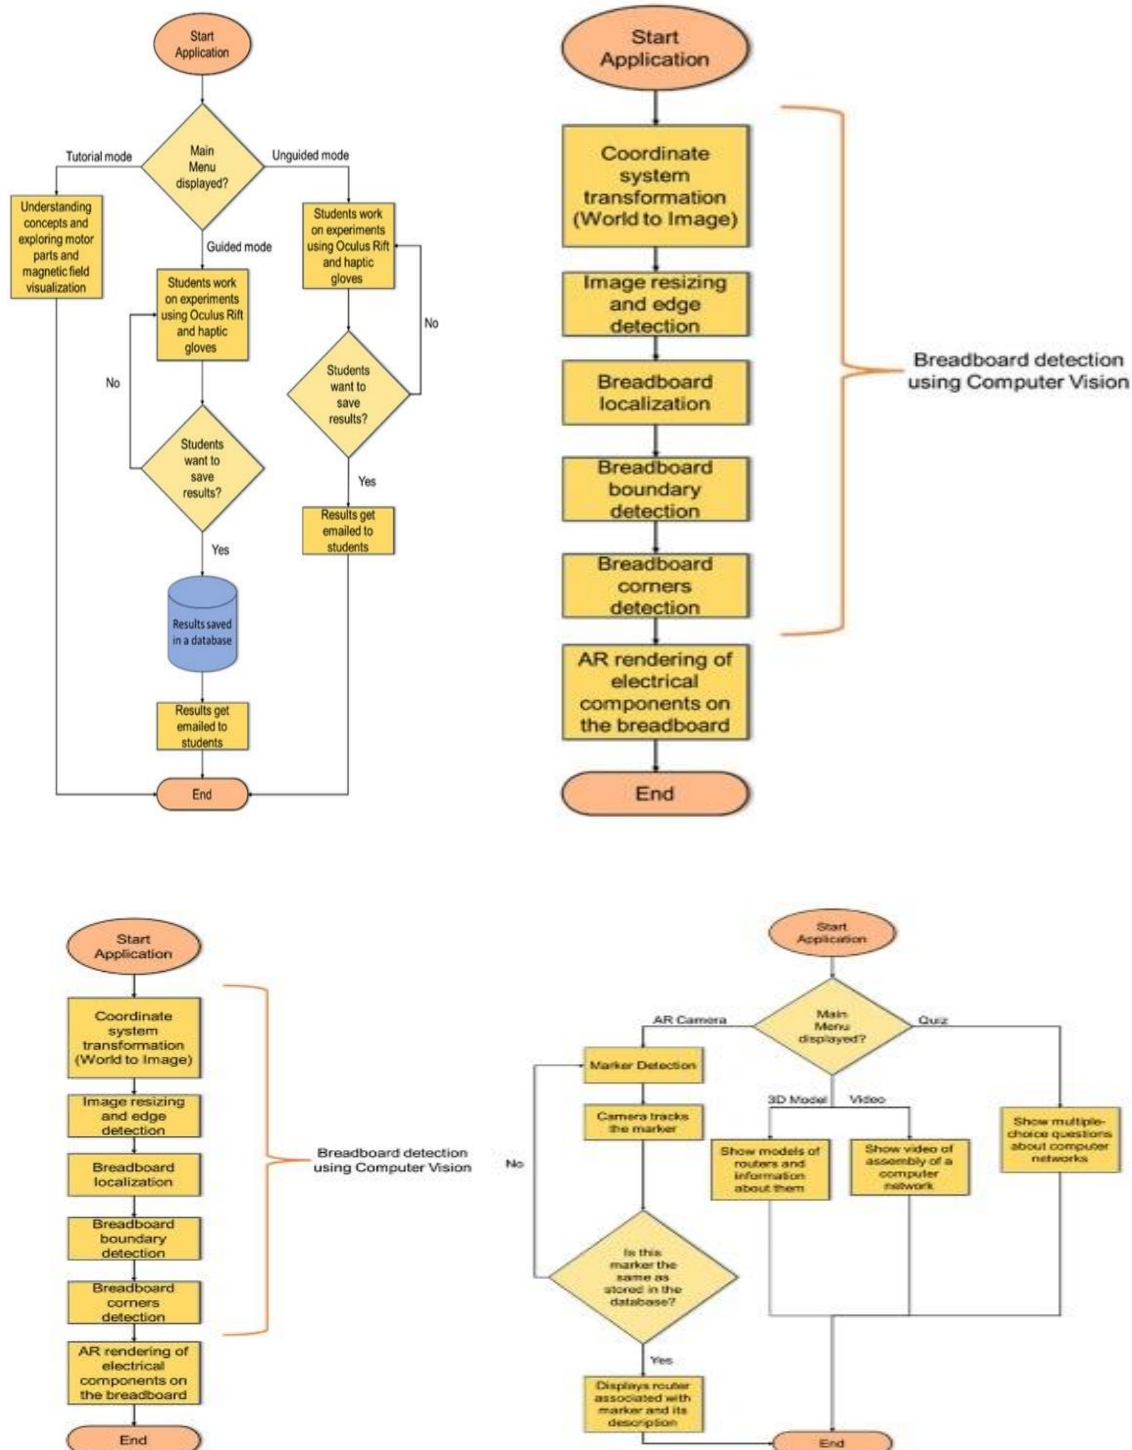 Start
Application
Main
Menu
displayed?
Tutorial mode
Unguided mode
Guided mode
Understanding
concepts and
exploring motor
parts and
magnetic field
visualization
Students work
on experiments
using Oculus Rift
and haptic
gloves
No
Students
want to
save
results?
Yes
Results saved
in a database
Results get
emailed to
students
Students work
on experiments
using Oculus Rift
and haptic
gloves
No
Students
want to
save
results?
Yes
Results get
emailed to
students
End
Start
Application
Coordinate
system
transformation
(World to Image)
Image resizing
and edge
detection
Breadboard
localization
Breadboard
boundary
detection
Breadboard
corners
detection
Breadboard detection
using Computer Vision
AR rendering of
electrical
components on
the breadboard
End
Start
Application
Coordinate
system
transformation
(World to Image)
Image resizing
and edge
detection
Breadboard
localization
Breadboard
boundary
detection
Breadboard
corners
detection
Breadboard detection
using Computer Vision
AR rendering of
electrical
components on
the breadboard
End
Start
Application
Main
Menu
displayed?
AR Camera
Quiz
3D Model
Video
Marker Detection
Camera tracks
the marker
No
Is this
marker the
same as
stored in the
database?
Yes
Displays router
associated with
marker and its
description
Show models of
routers and
information
about them
Show video of
assembly of a
computer
network
Show multiple-
choice questions
about computer
networks
End